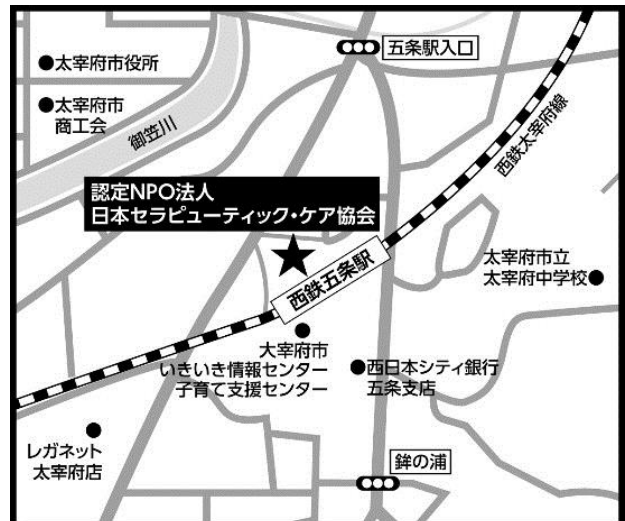 五条駅入口
太宰府市役所
太宰府市
商工会
御笠川
西鉄太宰府線
認定NPO法人
日本セラピューティック・ケア協会
太宰府市立
太宰府中学校
西鉄五条駅
大宰府市
いきいき情報センター
子育て支援センター
西日本シティ銀行
五条支店
レガネット
太宰府店
鉾の浦